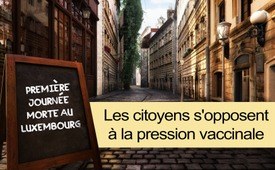 PREMIÈRE
JOURNÉE
MORTE AU
LUXEMBOURG
Les citoyens s'opposent
à la pression vaccinale